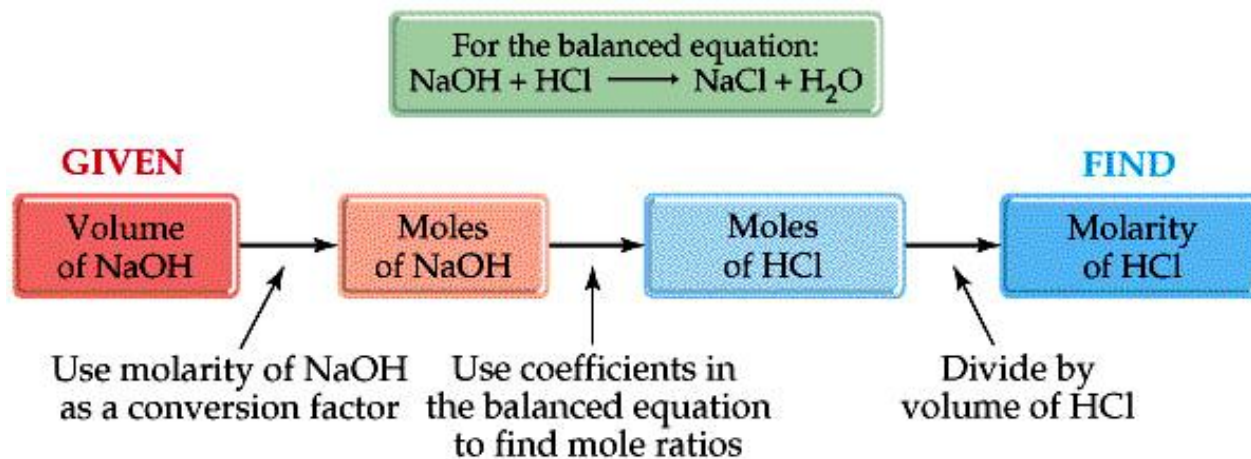 For the balanced equation:
NaOH + HCl ⟶ NaCl + H₂O
GIVEN
FIND
Volume
of NaOH
Moles
of NaOH
Moles
of HCl
Molarity
of HCl
Use molarity of NaOH
as a conversion factor
Use coefficients in
the balanced equation
to find mole ratios
Divide by
volume of HCl